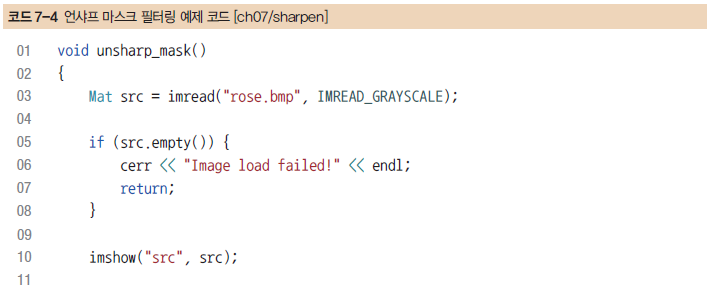 코드 7-4 언샤프 마스크 필터링 예제 코드 [ch07/sharpen]
01 void unsharp_mask()
02 {
03 Mat src = imread("rose.bmp", IMREAD_GRAYSCALE);
04
05 if (src.empty()) {
06 cerr << "Image load failed!" << endl;
07 return;
08 }
09
10 imshow("src", src);
11